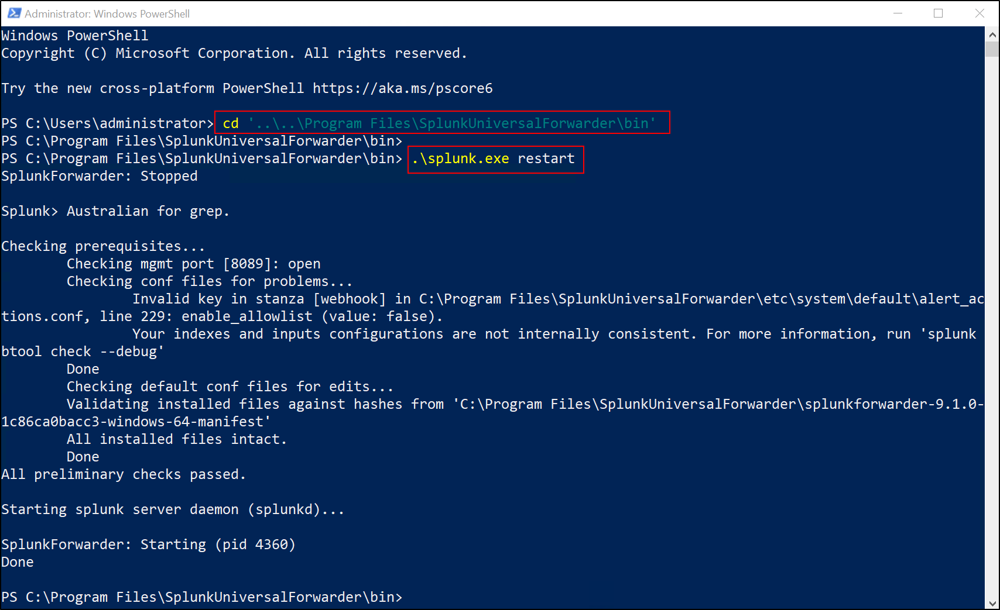 Administrator: Windows PowerShell
Windows PowerShell
Copyright (C) Microsoft Corporation. All rights reserved.
Try the new cross-platform PowerShell https://aka.ms/pscore6
PS C:\Users\administrator> cd '..\..\Program Files\SplunkUniversalForwarder\bin'
PS C:\Program Files\SplunkUniversalForwarder\bin>
PS C:\Program Files\SplunkUniversalForwarder\bin> .\splunk.exe restart
SplunkForwarder: Stopped
Splunk> Australian for grep.
Checking prerequisites...
Checking mgmt port [8089]: open
Checking conf files for problems...
Invalid key in stanza [webhook] in C:\Program Files\SplunkUniversalForwarder\etc\system\default\alert_ac
tions.conf, line 229: enable_allowlist (value: false).
Your indexes and inputs configurations are not internally consistent. For more information, run 'splunk
btool check --debug'
Done
Checking default conf files for edits...
Validating installed files against hashes from 'C:\Program Files\SplunkUniversalForwarder\splunkforwarder-9.1.0-
1c86ca0bacc3-windows-64-manifest'
All installed files intact.
Done
All preliminary checks passed.
Starting splunk server daemon (splunkd)...
SplunkForwarder: Starting (pid 4360)
Done
PS C:\Program Files\SplunkUniversalForwarder\bin>